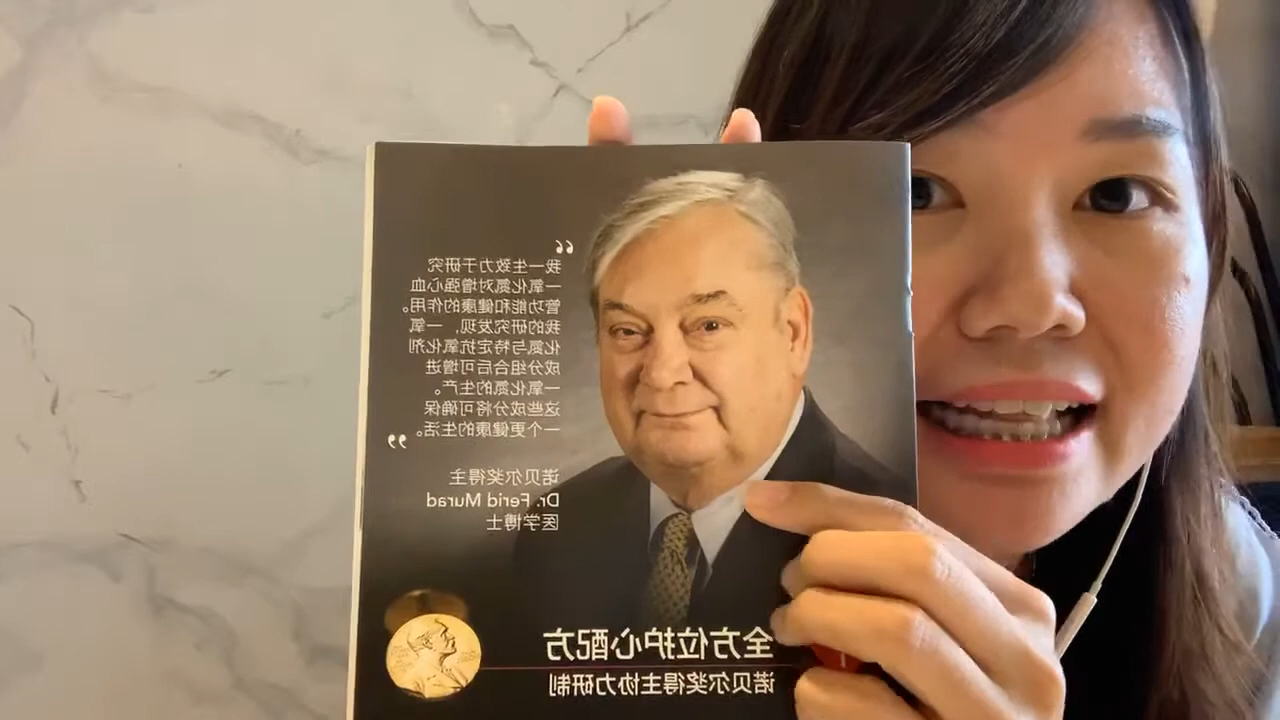 “
我一生致力于研究
一氧化氮对增强心血
管功能和健康的作用。
我的研究发现，一氧
化氮与特定抗氧化剂
成分组合后可增进
一氧化氮的生产。
这些成分将可确保
一个更健康的生活。
”
诺贝尔奖得主
Dr. Ferid Murad
医学博士
全方位护心配方
诺贝尔奖得主协力研制